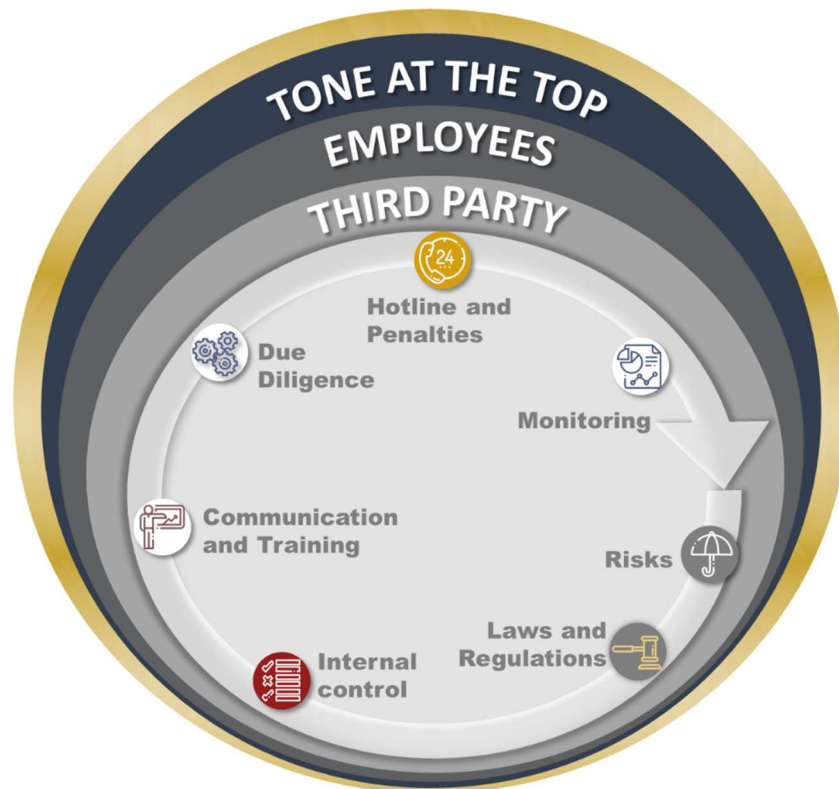 TONE AT THE TOP
EMPLOYEES
THIRD PARTY
24
Hotline and
Penalties
Due
Diligence
Monitoring
Communication
and Training
Risks
Laws and
Regulations
Internal
control